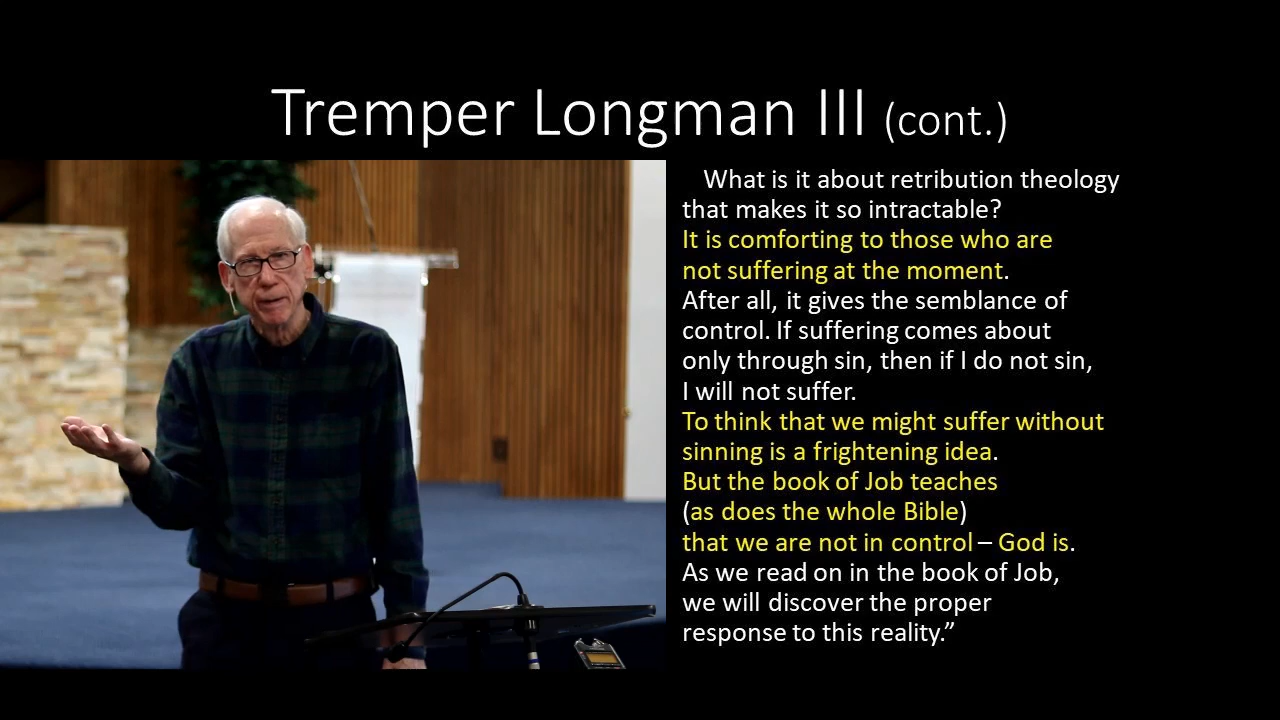 Tremper Longman III (cont.)
What is it about retribution theology
that makes it so intractable?
It is comforting to those who are
not suffering at the moment.
After all, it gives the semblance of
control. If suffering comes about
only through sin, then if I do not sin,
I will not suffer.
To think that we might suffer without
sinning is a frightening idea.
But the book of Job teaches
(as does the whole Bible)
that we are not in control – God is.
As we read on in the book of Job,
we will discover the proper
response to this reality.”